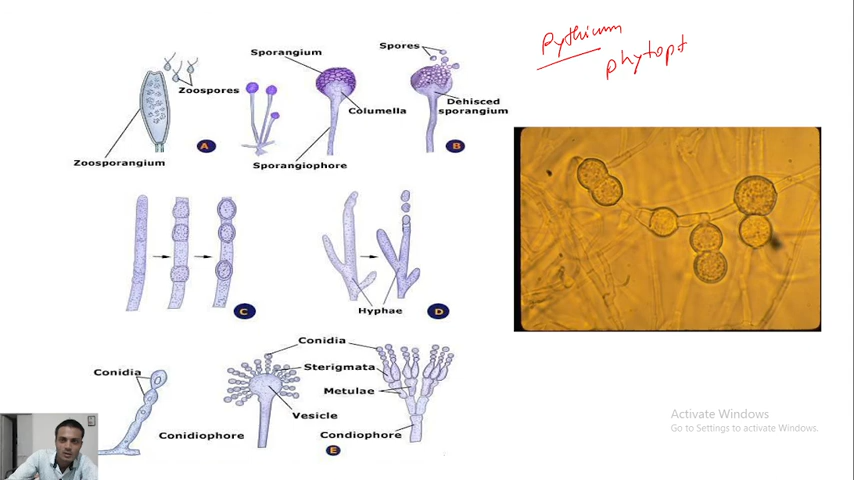 Pythium
phytopt
Sporangium
Spores
Zoospores
Columella
Dehisced
sporangium
Zoosporangium
Sporangiophore
A
B
Hyphae
C
D
Conidia
Conidia
Sterigmata
Metulae
Vesicle
Conidiophore
Condiophore
E
Activate Windows
Go to Settings to activate Windows.